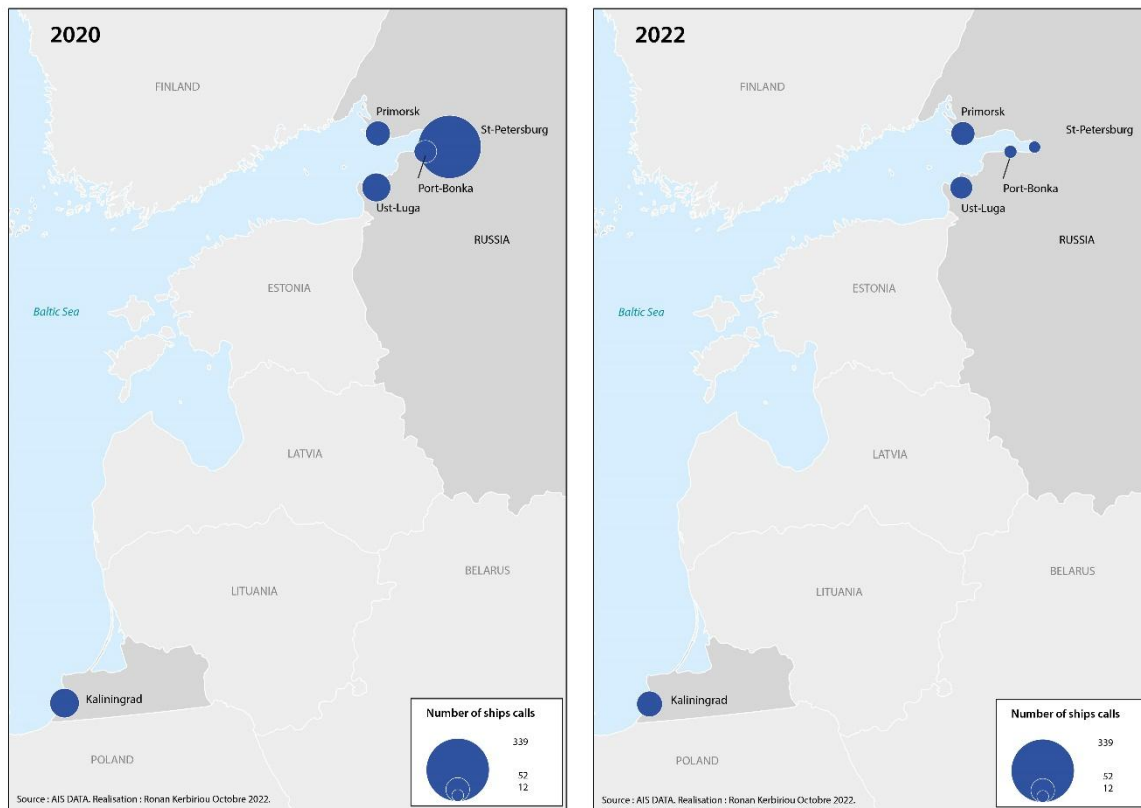 2020
FINLAND
Primorsk
St-Petersburg
Port-Bonka
Ust-Luga
RUSSIA
ESTONIA
Baltic Sea
LATVIA
LITUANIA
BELARUS
Kaliningrad
POLAND
Number of ships calls
339
52
12
Source : AIS DATA. Realisation : Ronan Kerbiriou Octobre 2022.
2022
FINLAND
Primorsk
St-Petersburg
Port-Bonka
Ust-Luga
RUSSIA
ESTONIA
Baltic Sea
LATVIA
LITUANIA
BELARUS
Kaliningrad
POLAND
Number of ships calls
339
52
12
Source : AIS DATA. Realisation : Ronan Kerbiriou Octobre 2022.